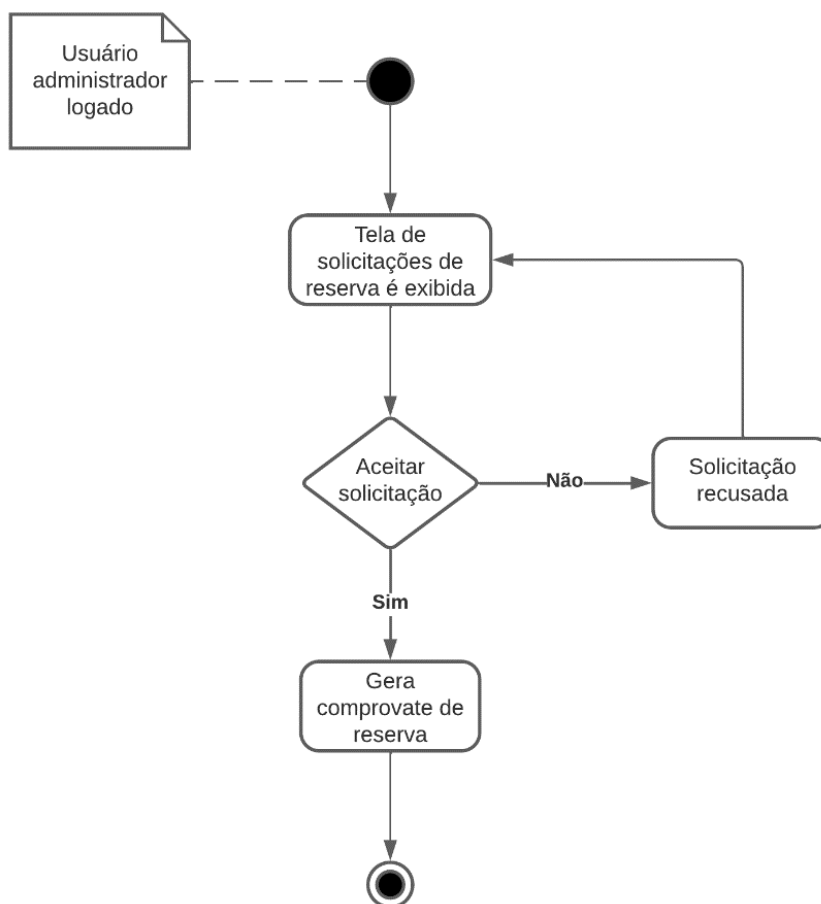 Usuário
administrador
logado
Tela de
solicitações de
reserva é exibida
Aceitar
solicitação
Não
Solicitação
recusada
Sim
Gera
comprovate de
reserva